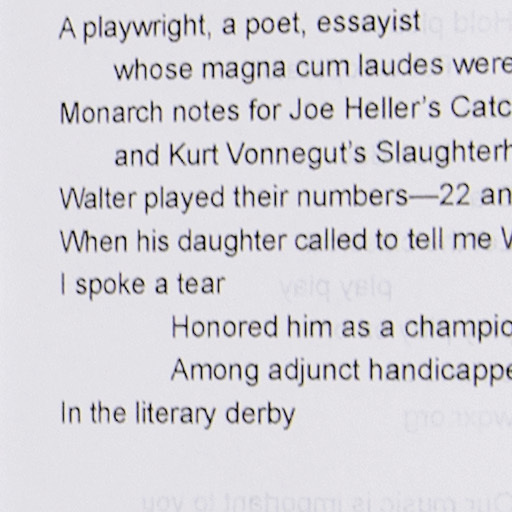 A playwright, a poet, essayist
whose magna cum laudes were
Monarch notes for Joe Heller's Catc
and Kurt Vonnegut's Slaughterh
Walter played their numbers—22 an
When his daughter called to tell me W
I spoke a tear
Honored him as a champio
Among adjunct handicappe
In the literary derby